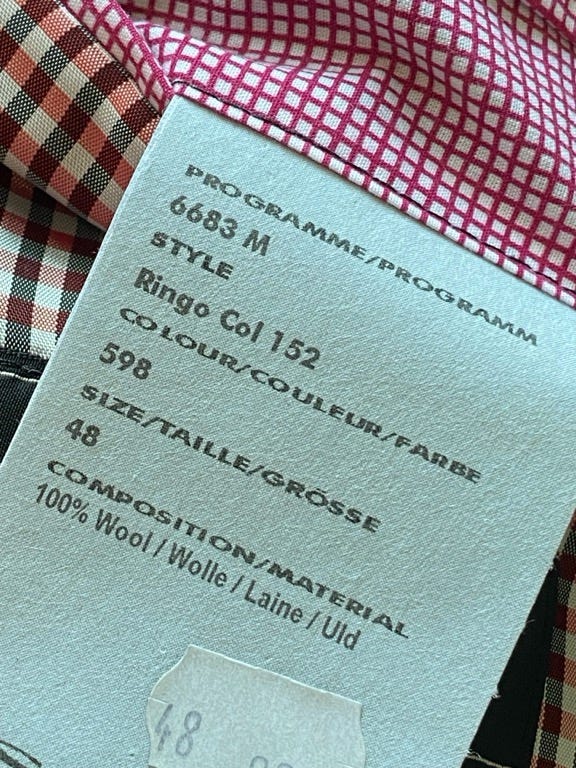 PROGRAMME/PROGRAMM
6683 M
STYLE
Ringo Col 152
COLOUR/COULEUR/FARBE
598
SIZE/TAILLE/GRÖSSE
48
COMPOSITION/MATERIAL
100% Wool / Wolle / Laine / Uld
48